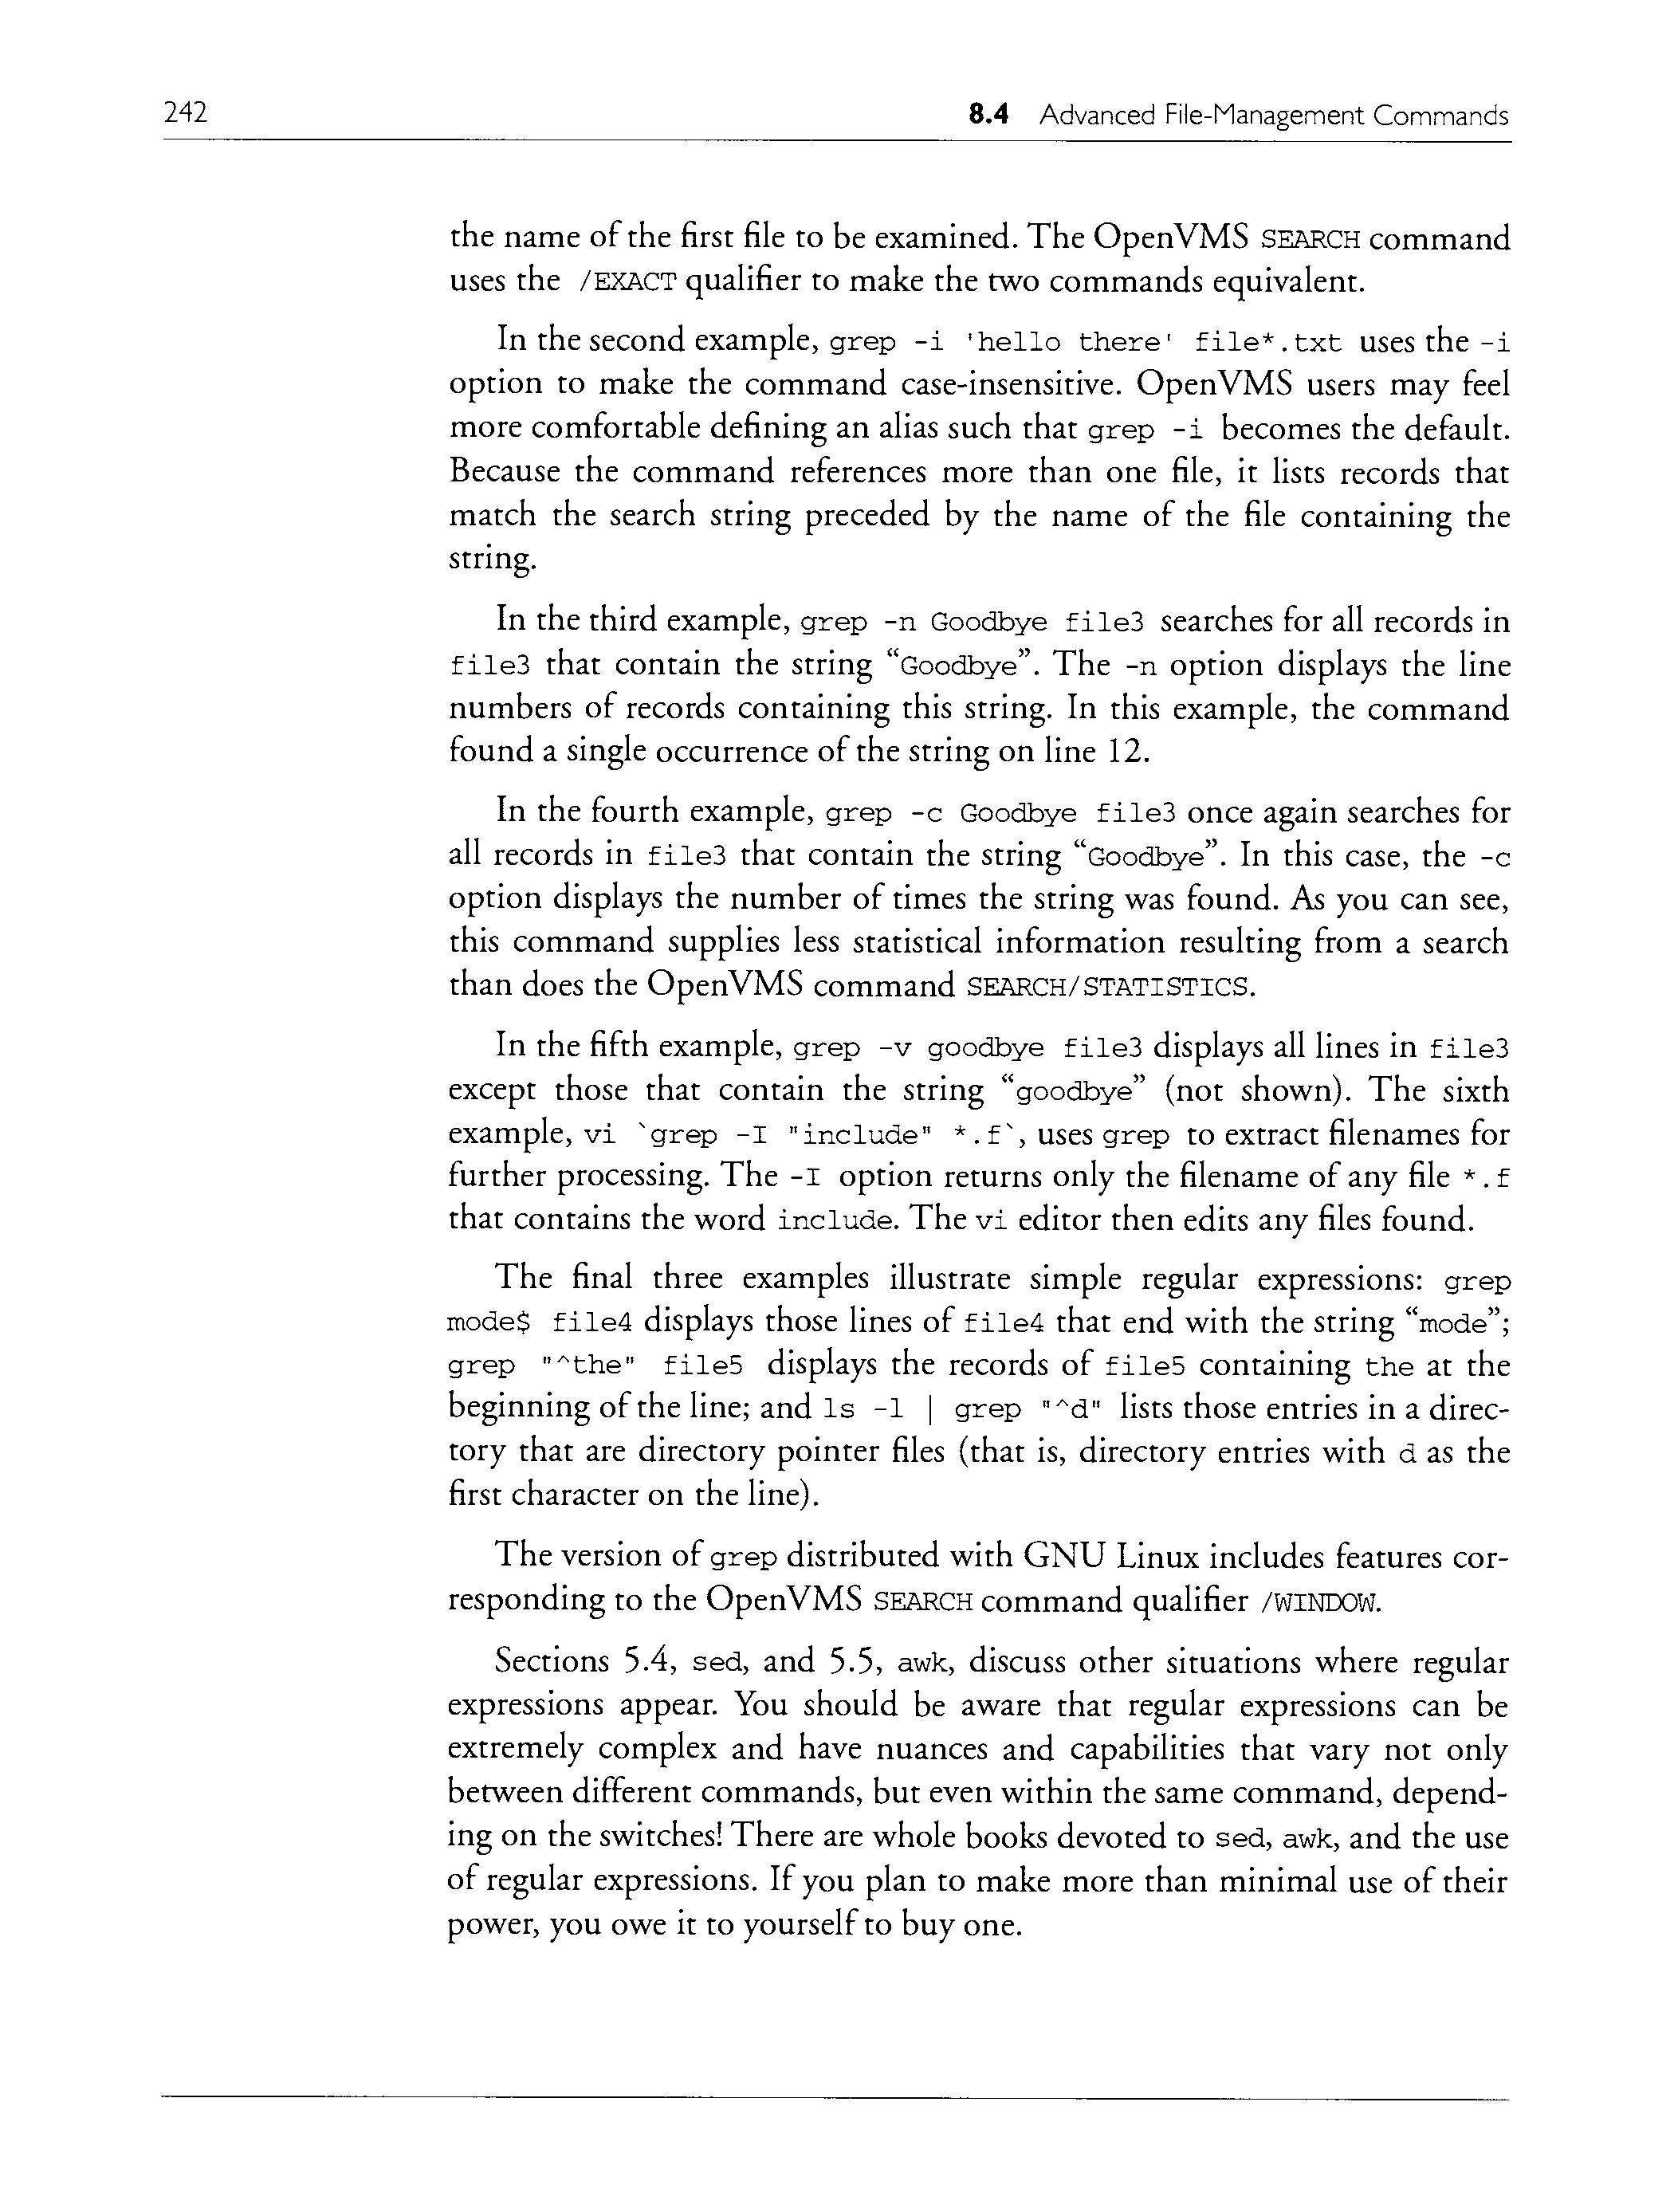 242
8.4 Advanced File-Management Commands
the name of the first file to be examined. The OpenVMS SEARCH command
uses the /EXACT qualifier to make the two commands equivalent.
In the second example, grep -i 'hello there' file*.txt uses the -i
option to make the command case-insensitive. OpenVMS users may feel
more comfortable defining an alias such that grep -i becomes the default.
Because the command references more than one file, it lists records that
match the search string preceded by the name of the file containing the
string.
In the third example, grep -n Goodbye file3 searches for all records in
file3 that contain the string “Goodbye”. The -n option displays the line
numbers of records containing this string. In this example, the command
found a single occurrence of the string on line 12.
In the fourth example, grep -c Goodbye file3 once again searches for
all records in file3 that contain the string “Goodbye”. In this case, the -c
option displays the number of times the string was found. As you can see,
this command supplies less statistical information resulting from a search
than does the OpenVMS command SEARCH/STATISTICS.
In the fifth example, grep -v goodbye file3 displays all lines in file3
except those that contain the string “goodbye” (not shown). The sixth
example, vi `grep -I "include" *.f`, uses grep to extract filenames for
further processing. The -I option returns only the filename of any file *.f
that contains the word include. The vi editor then edits any files found.
The final three examples illustrate simple regular expressions: grep
mode$ file4 displays those lines of file4 that end with the string “mode”;
grep "^the" file5 displays the records of file5 containing the at the
beginning of the line; and ls -l | grep "^d" lists those entries in a direc-
tory that are directory pointer files (that is, directory entries with d as the
first character on the line).
The version of grep distributed with GNU Linux includes features cor-
responding to the OpenVMS SEARCH command qualifier /WINDOW.
Sections 5.4, sed, and 5.5, awk, discuss other situations where regular
expressions appear. You should be aware that regular expressions can be
extremely complex and have nuances and capabilities that vary not only
between different commands, but even within the same command, depend-
ing on the switches! There are whole books devoted to sed, awk, and the use
of regular expressions. If you plan to make more than minimal use of their
power, you owe it to yourself to buy one.